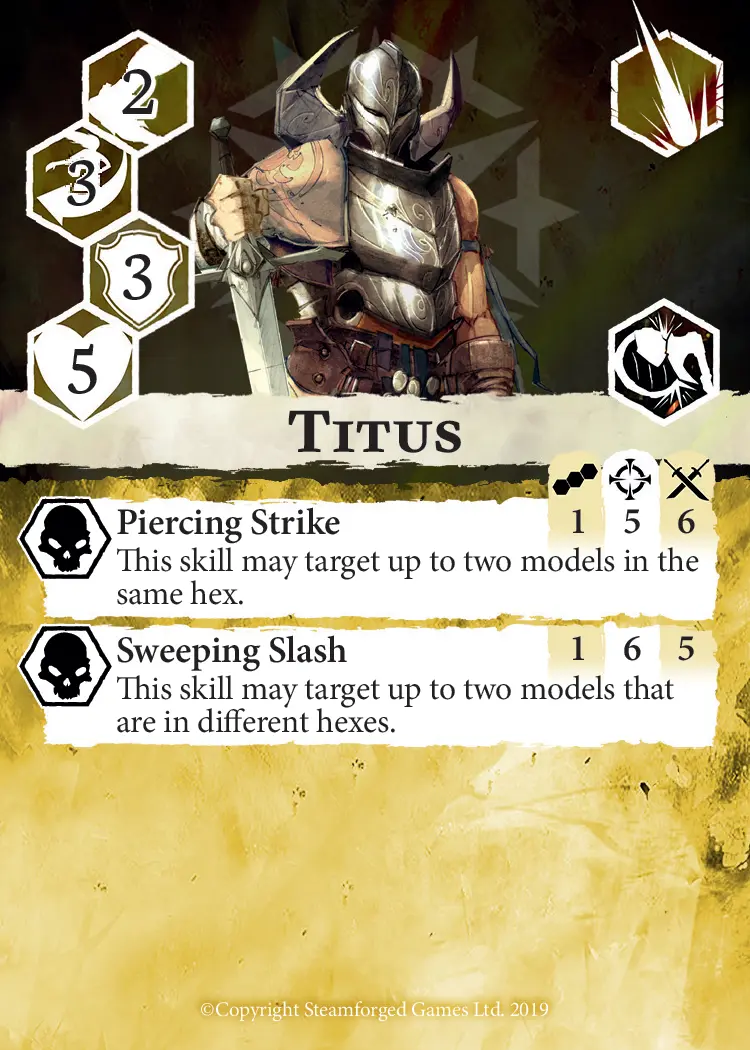 2
3
3
5
Titus
Piercing Strike 1 5 6
This skill may target up to two models in the
same hex.
Sweeping Slash 1 6 5
This skill may target up to two models that
are in different hexes.
©Copyright Steamforged Games Ltd. 2019